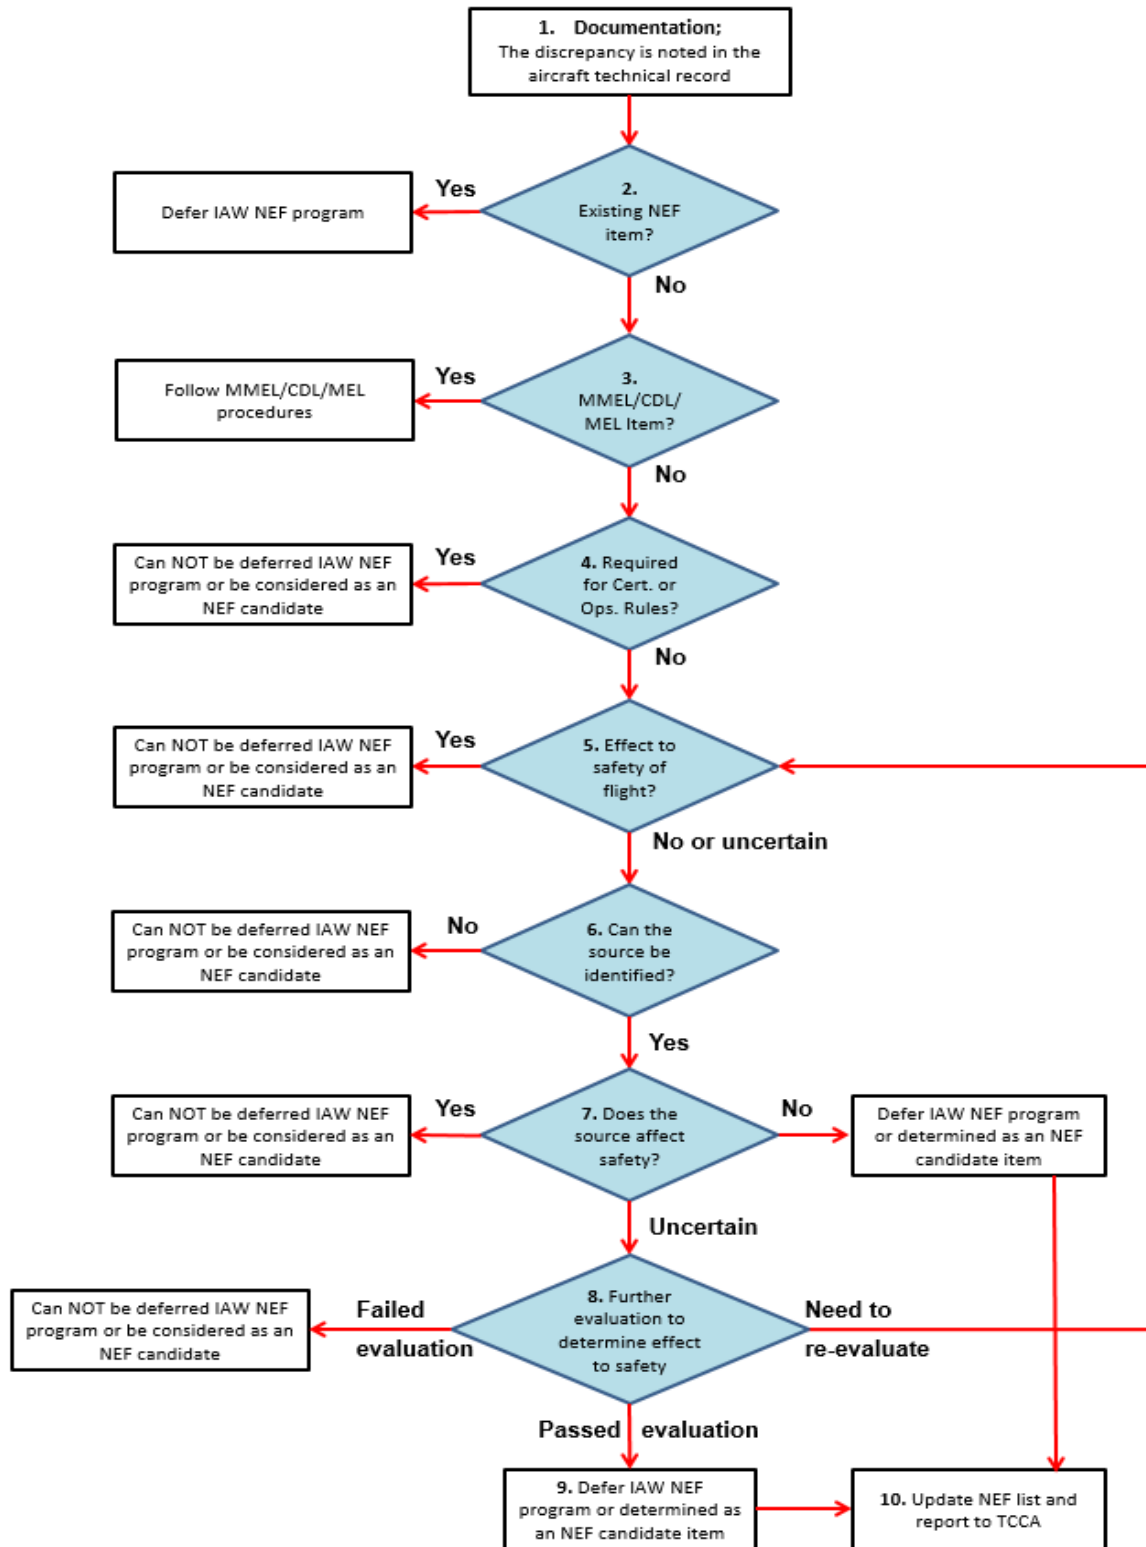 1. Documentation;
The discrepancy is noted in the
aircraft technical record
2.
Existing NEF
item?
Yes
Defer IAW NEF program
No
3.
MMEL/CDL/
MEL Item?
Yes
Follow MMEL/CDL/MEL
procedures
No
4. Required
for Cert. or
Ops. Rules?
Yes
Can NOT be deferred IAW NEF
program or be considered as an
NEF candidate
No
5. Effect to
safety of
flight?
Yes
Can NOT be deferred IAW NEF
program or be considered as an
NEF candidate
No or uncertain
6. Can the
source be
identified?
No
Can NOT be deferred IAW NEF
program or be considered as an
NEF candidate
Yes
7. Does the
source affect
safety?
Yes
Can NOT be deferred IAW NEF
program or be considered as an
NEF candidate
No
Defer IAW NEF program
or determined as an NEF
candidate item
Uncertain
8. Further
evaluation to
determine effect
to safety
Failed
evaluation
Can NOT be deferred IAW NEF
program or be considered as an
NEF candidate
Need to
re-evaluate
Passed evaluation
9. Defer IAW NEF
program or determined as
an NEF candidate item
10. Update NEF list and
report to TCCA